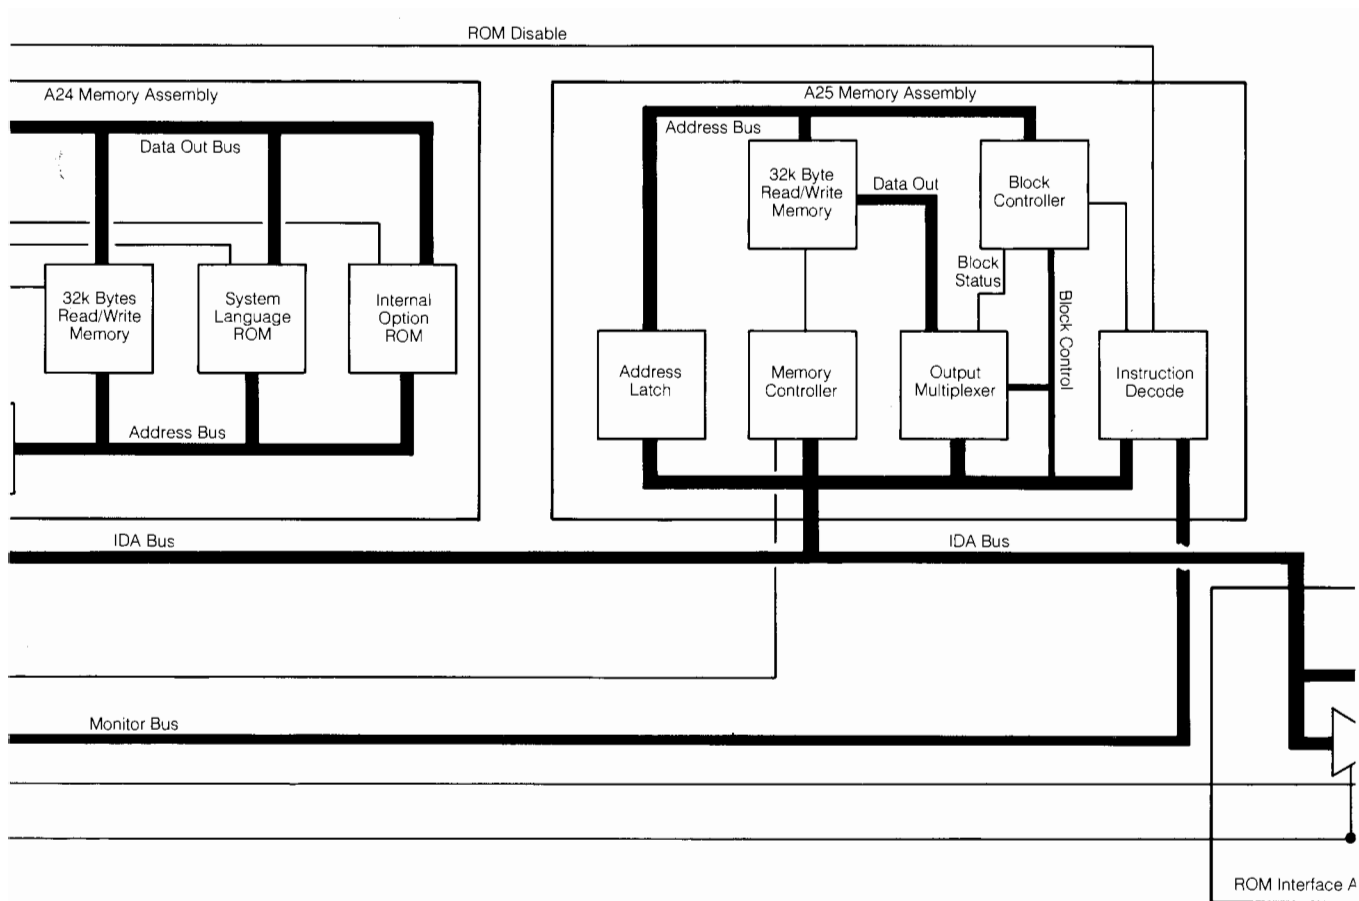 ROM Disable
A24 Memory Assembly
Data Out Bus
32k Bytes
Read/Write
Memory
System
Language
ROM
Internal
Option
ROM
Address Bus
A25 Memory Assembly
Address Bus
32k Byte
Read/Write
Memory
Data Out
Block
Controller
Block
Status
Block Control
Address
Latch
Memory
Controller
Output
Multiplexer
Instruction
Decode
IDA Bus
IDA Bus
Monitor Bus
ROM Interface A